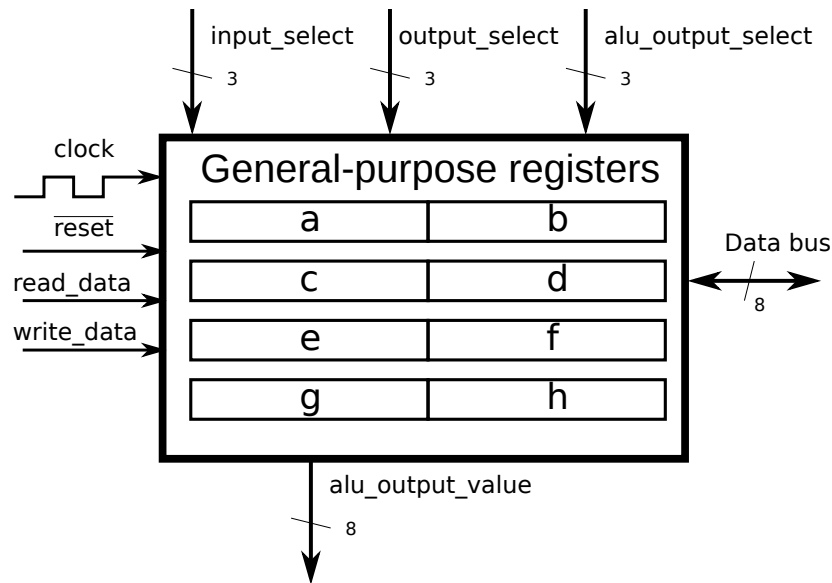 input_select
output_select
alu_output_select
3
3
3
clock
General-purpose registers
reset
a
b
read_data
c
d
Data bus
8
write_data
e
f
g
h
alu_output_value
8